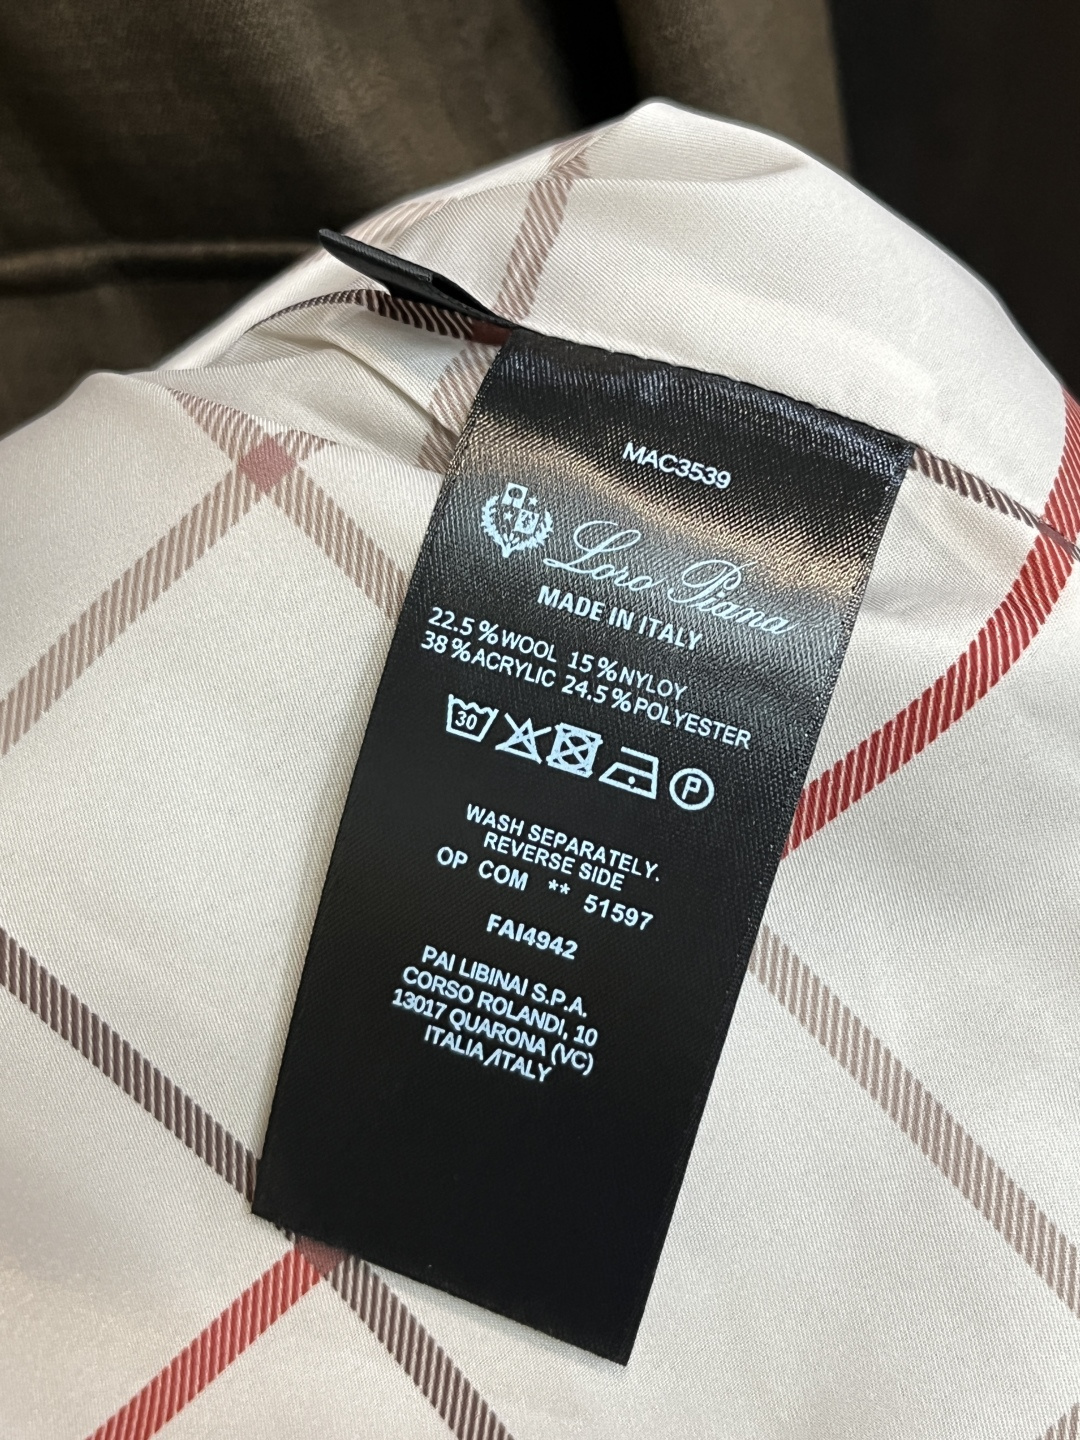 MAC3539
Loro Piana
MADE IN ITALY
22.5%WOOL 15%NYLOY
38%ACRYLIC 24.5%POLYESTER
30
P
WASH SEPARATELY.
REVERSE SIDE
OP COM ** 51597
FAI4942
PAI LIBINAI S.P.A.
CORSO ROLANDI, 10
13017 QUARONA (VC)
ITALIA/ITALY